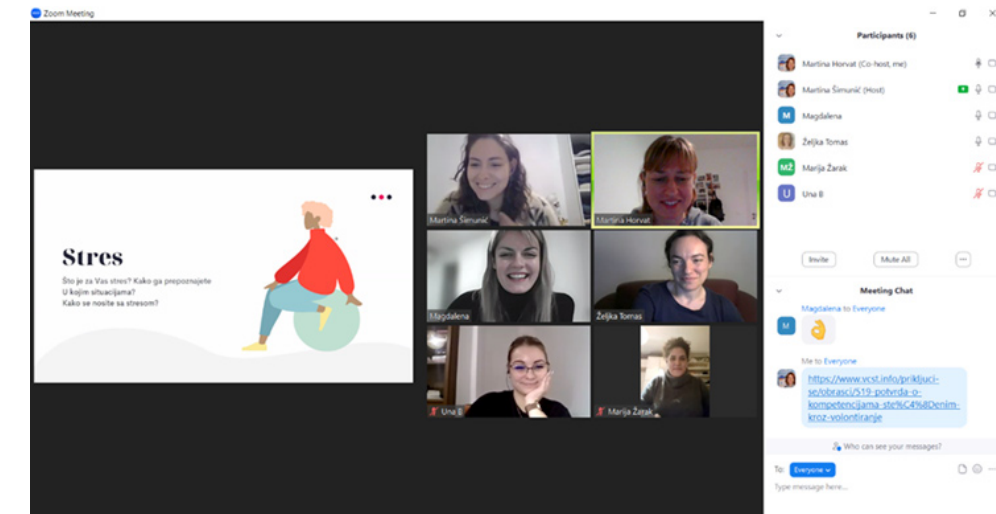 Zoom Meeting
Stres
Što je za Vas stres? Kako ga prepoznajete
U kojim situacijama?
Kako se nosite sa stresom?
Martina Šimunić
Martina Horvat
Magdalena
Željka Tomas
Una B
Marija Žarak
Participants (6)
Martina Horvat (Co-host, me)
Martina Šimunić (Host)
M
Magdalena
Željka Tomas
MŽ
Marija Žarak
U
Una B
Invite
Mute All
Meeting Chat
Magdalena to Everyone
M
Me to Everyone
https://www.vcst.info/prikljuci-
se/obrasci/519-potvrda-o-
kompetencijama-ste%C4%8Denim-
kroz-volontiranje
Who can see your messages?
To: Everyone
Type message here...